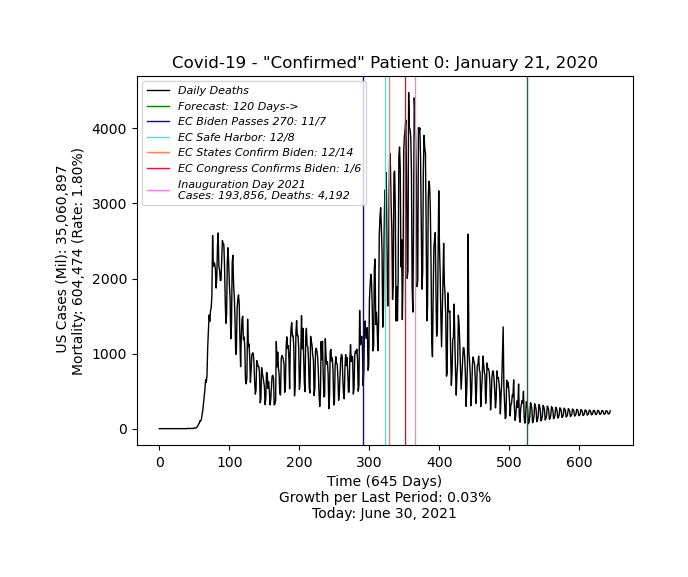 Covid-19 - "Confirmed" Patient 0: January 21, 2020
Daily Deaths
Forecast: 120 Days->
EC Biden Passes 270: 11/7
EC Safe Harbor: 12/8
EC States Confirm Biden: 12/14
EC Congress Confirms Biden: 1/6
Inauguration Day 2021
Cases: 193,856, Deaths: 4,192
US Cases (Mil): 35,060,897
Mortality: 604,474 (Rate: 1.80%)
4000
3000
2000
1000
0
0 100 200 300 400 500 600
Time (645 Days)
Growth per Last Period: 0.03%
Today: June 30, 2021